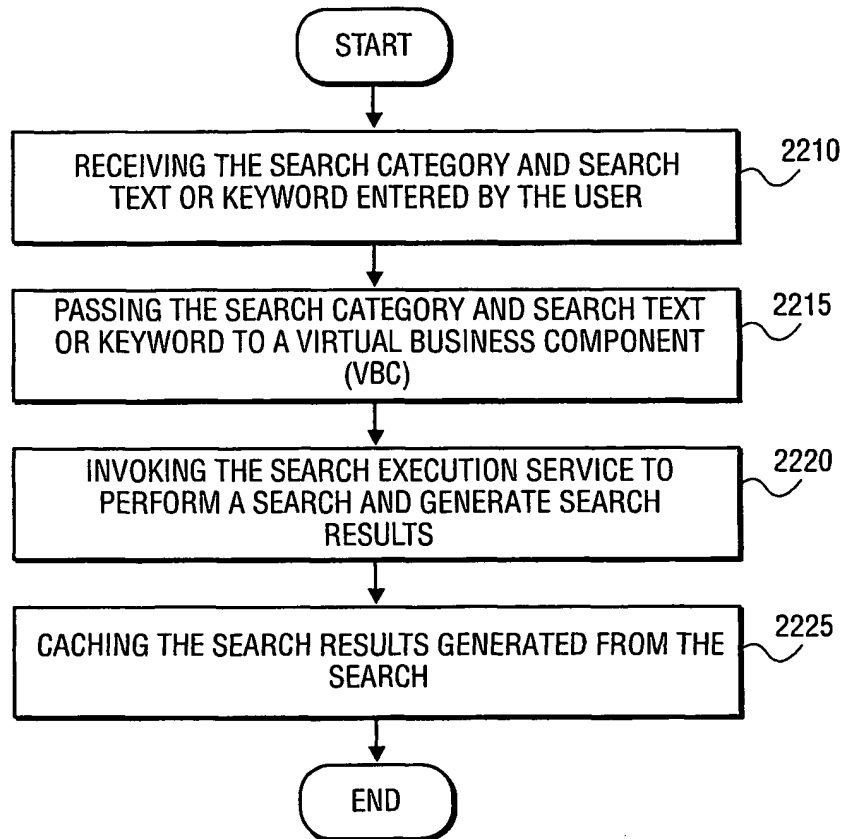 START
RECEIVING THE SEARCH CATEGORY AND SEARCH
TEXT OR KEYWORD ENTERED BY THE USER
2210
PASSING THE SEARCH CATEGORY AND SEARCH TEXT
OR KEYWORD TO A VIRTUAL BUSINESS COMPONENT
(VBC)
2215
INVOKING THE SEARCH EXECUTION SERVICE TO
PERFORM A SEARCH AND GENERATE SEARCH
RESULTS
2220
CACHING THE SEARCH RESULTS GENERATED FROM THE
SEARCH
2225
END